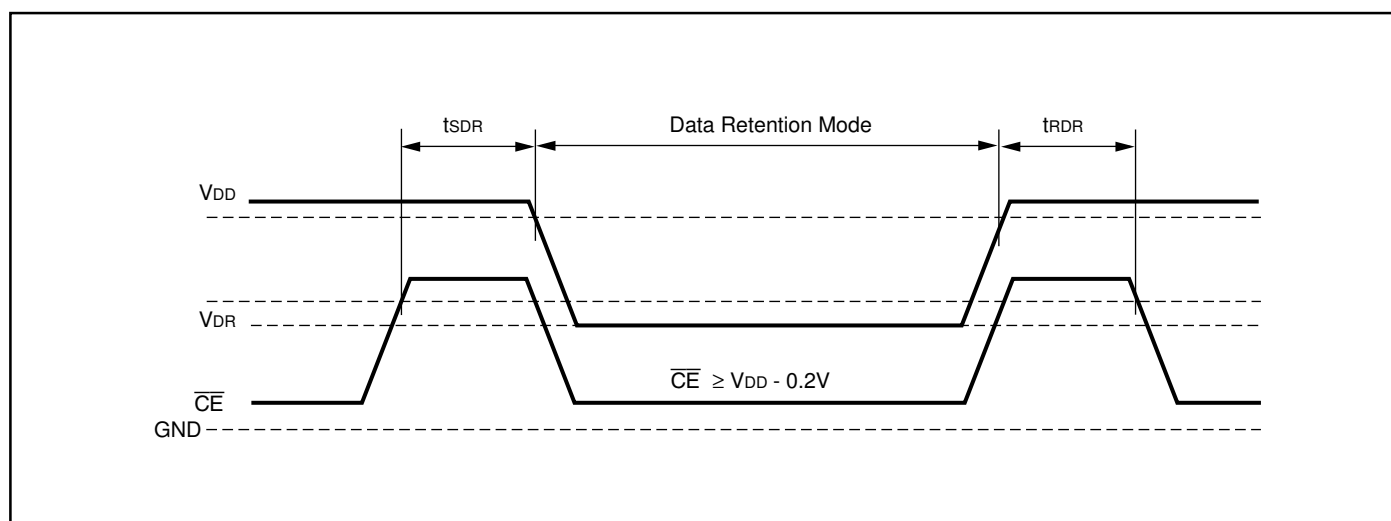 tSDR Data Retention Mode tRDR
VDD
VDR
CE ≥ VDD - 0.2V
CE
GND